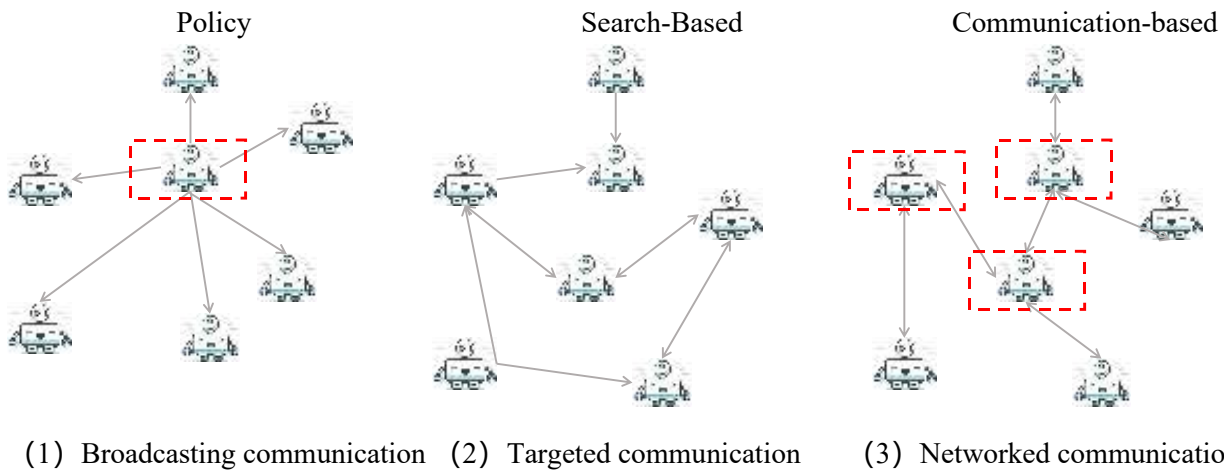 Policy
Search-Based
Communication-based
(1) Broadcasting communication
(2) Targeted communication
(3) Networked communicatio